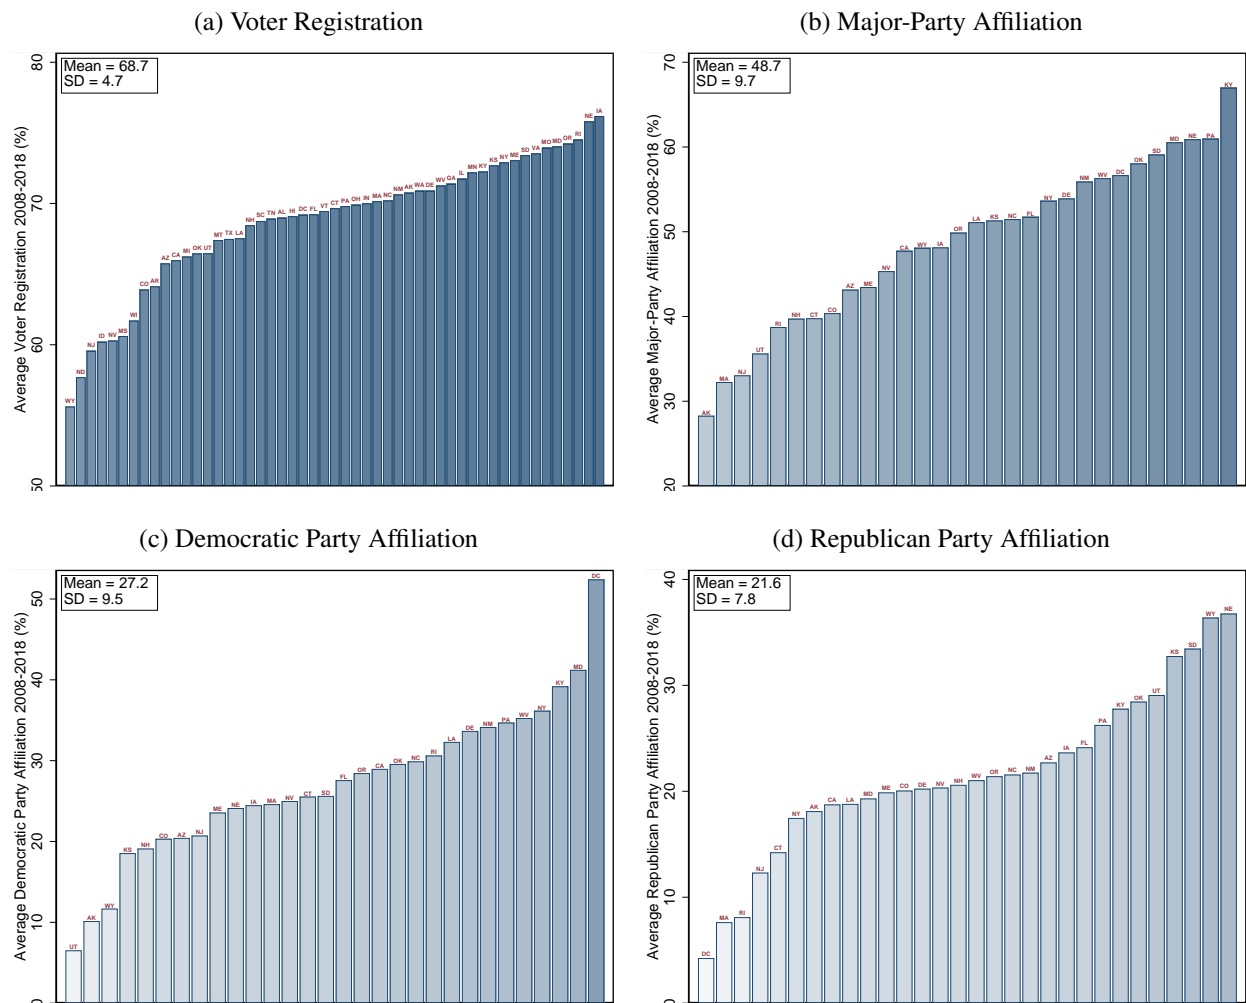 (a) Voter Registration
Mean = 68.7
SD = 4.7
Average Voter Registration 2008-2018 (%)
80
70
60
50
WY ND NJ ID NV MS WI CO AR AZ CA MI OK UT MT TX LA NH SC TN AL HI DC FL VT CT PA OH IN MA NC NM AK WA DE WV GA IL MN KY KS NY ME SD VA MO MD OR RI NE IA
(b) Major-Party Affiliation
Mean = 48.7
SD = 9.7
Average Major-Party Affiliation 2008-2018 (%)
70
60
50
40
30
20
AK MA NJ UT RI NH CT CO AZ ME NV CA WY IA OR LA KS NC FL NY DE NM WV DC OK SD MD NE PA KY
(c) Democratic Party Affiliation
Mean = 27.2
SD = 9.5
Average Democratic Party Affiliation 2008-2018 (%)
50
40
30
20
10
0
UT AK WY KS NH CO AZ NJ ME NE IA MA NV CT SD FL OR CA OK NC RI LA DE NM PA WV NY KY MD DC
(d) Republican Party Affiliation
Mean = 21.6
SD = 7.8
Average Republican Party Affiliation 2008-2018 (%)
40
30
20
10
0
DC MA RI NJ CT NY AK CA LA MD ME CO DE NV NH WV OR NC NM AZ IA FL PA KY OK UT KS SD WY NE